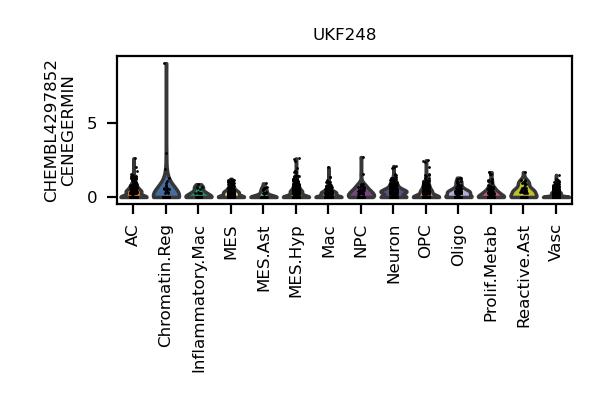 UKF248
CHEMBL4297852
CENEGERMIN
5
0
AC
Chromatin.Reg
Inflammatory.Mac
MES
MES.Ast
MES.Hyp
Mac
NPC
Neuron
OPC
Oligo
Prolif.Metab
Reactive.Ast
Vasc